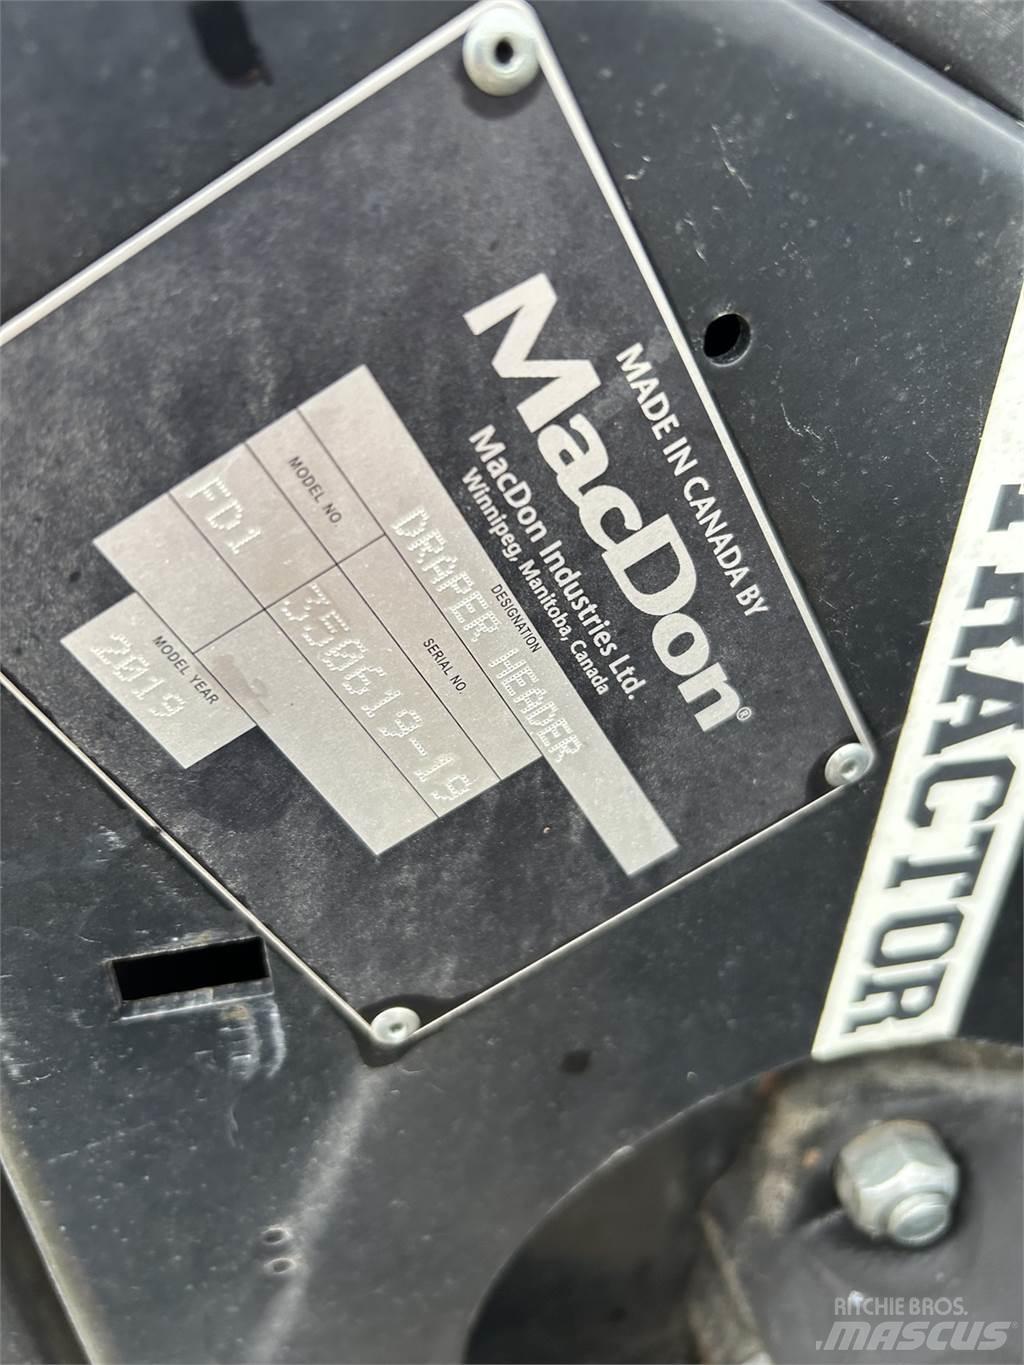 MADE IN CANADA BY
MacDon®
MacDon Industries Ltd.
Winnipeg, Manitoba, Canada
DESIGNATION
DRAPER HEADER
MODEL NO.
SERIAL NO.
FD1
350613-19
MODEL YEAR
2019
TRACTOR
RITCHIE BROS.
MASCUS